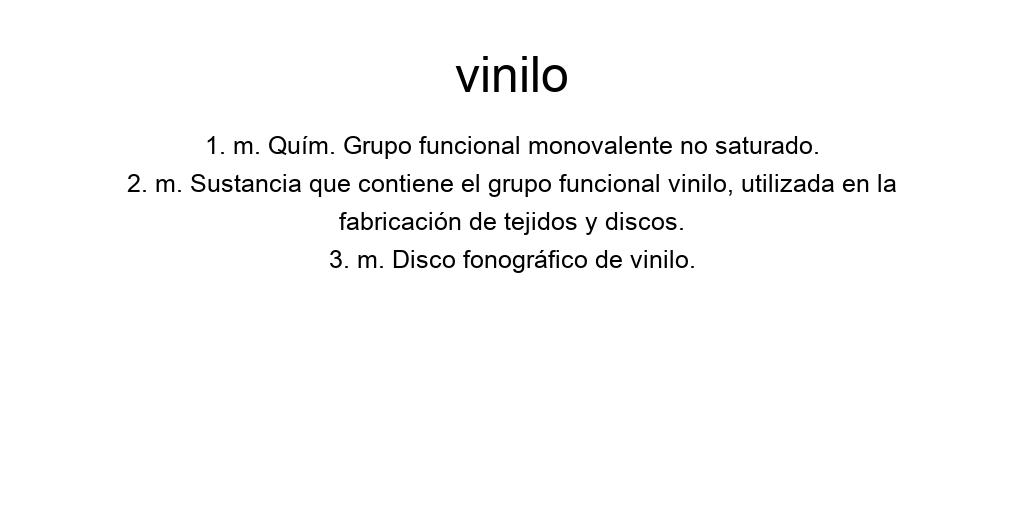 vinilo
1. m. Quím. Grupo funcional monovalente no saturado.
2. m. Sustancia que contiene el grupo funcional vinilo, utilizada en la
fabricación de tejidos y discos.
3. m. Disco fonográfico de vinilo.